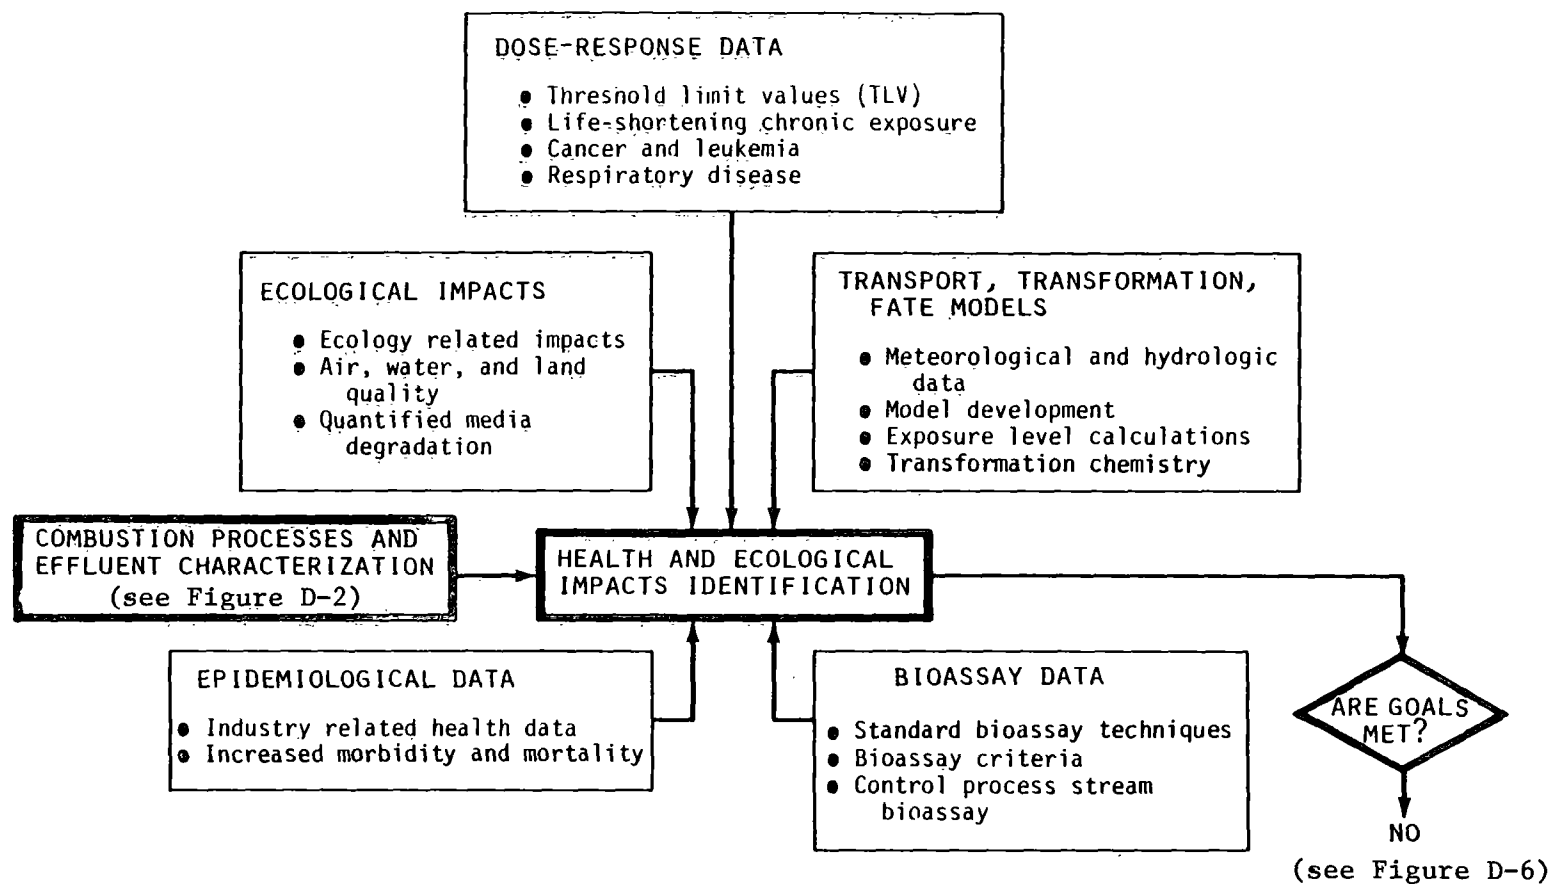 DOSE-RESPONSE DATA
● Threshold limit values (TLV)
● Life-shortening chronic exposure
● Cancer and leukemia
● Respiratory disease
ECOLOGICAL IMPACTS
● Ecology related impacts
● Air, water, and land
quality
● Quantified media
degradation
TRANSPORT, TRANSFORMATION,
FATE MODELS
● Meteorological and hydrologic
data
● Model development
● Exposure level calculations
● Transformation chemistry
COMBUSTION PROCESSES AND
EFFLUENT CHARACTERIZATION
(see Figure D-2)
HEALTH AND ECOLOGICAL
IMPACTS IDENTIFICATION
EPIDEMIOLOGICAL DATA
● Industry related health data
● Increased morbidity and mortality
BIOASSAY DATA
● Standard bioassay techniques
● Bioassay criteria
● Control process stream
bioassay
ARE GOALS
MET?
NO
(see Figure D-6)